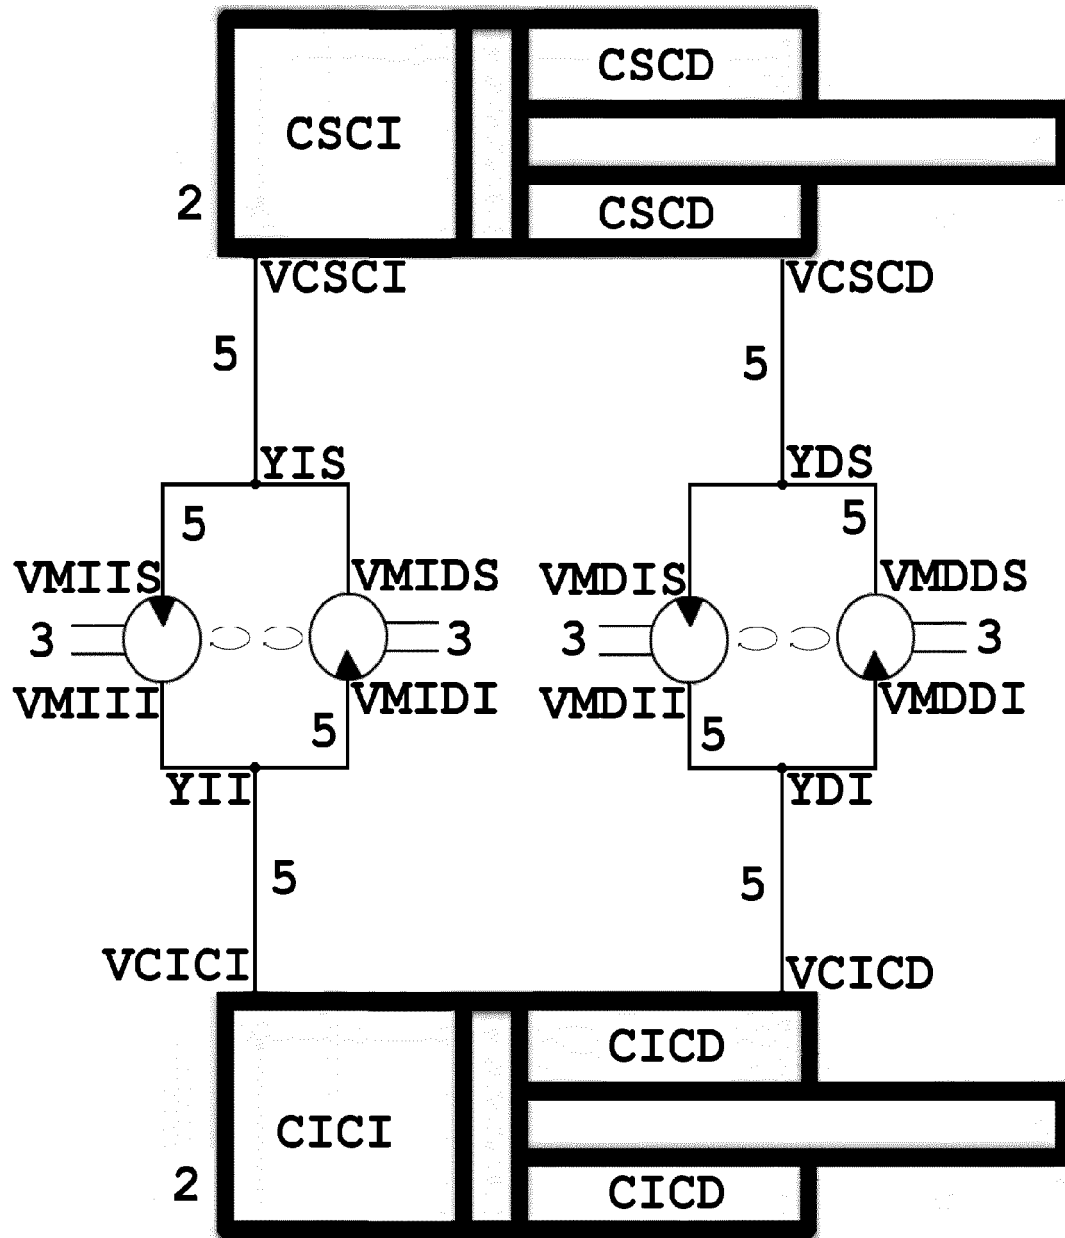 CSCD
CSCI
2
CSCD
VCSCI VCSCD
5 5
YIS YDS
5 5
VMIIS VMIDS VMDIS VMDDS
3 3 3 3
VMIII VMIDI VMDII VMDDI
5 5
YII YDI
5 5
VCICI VCICD
CICD
CICI
2 CICD